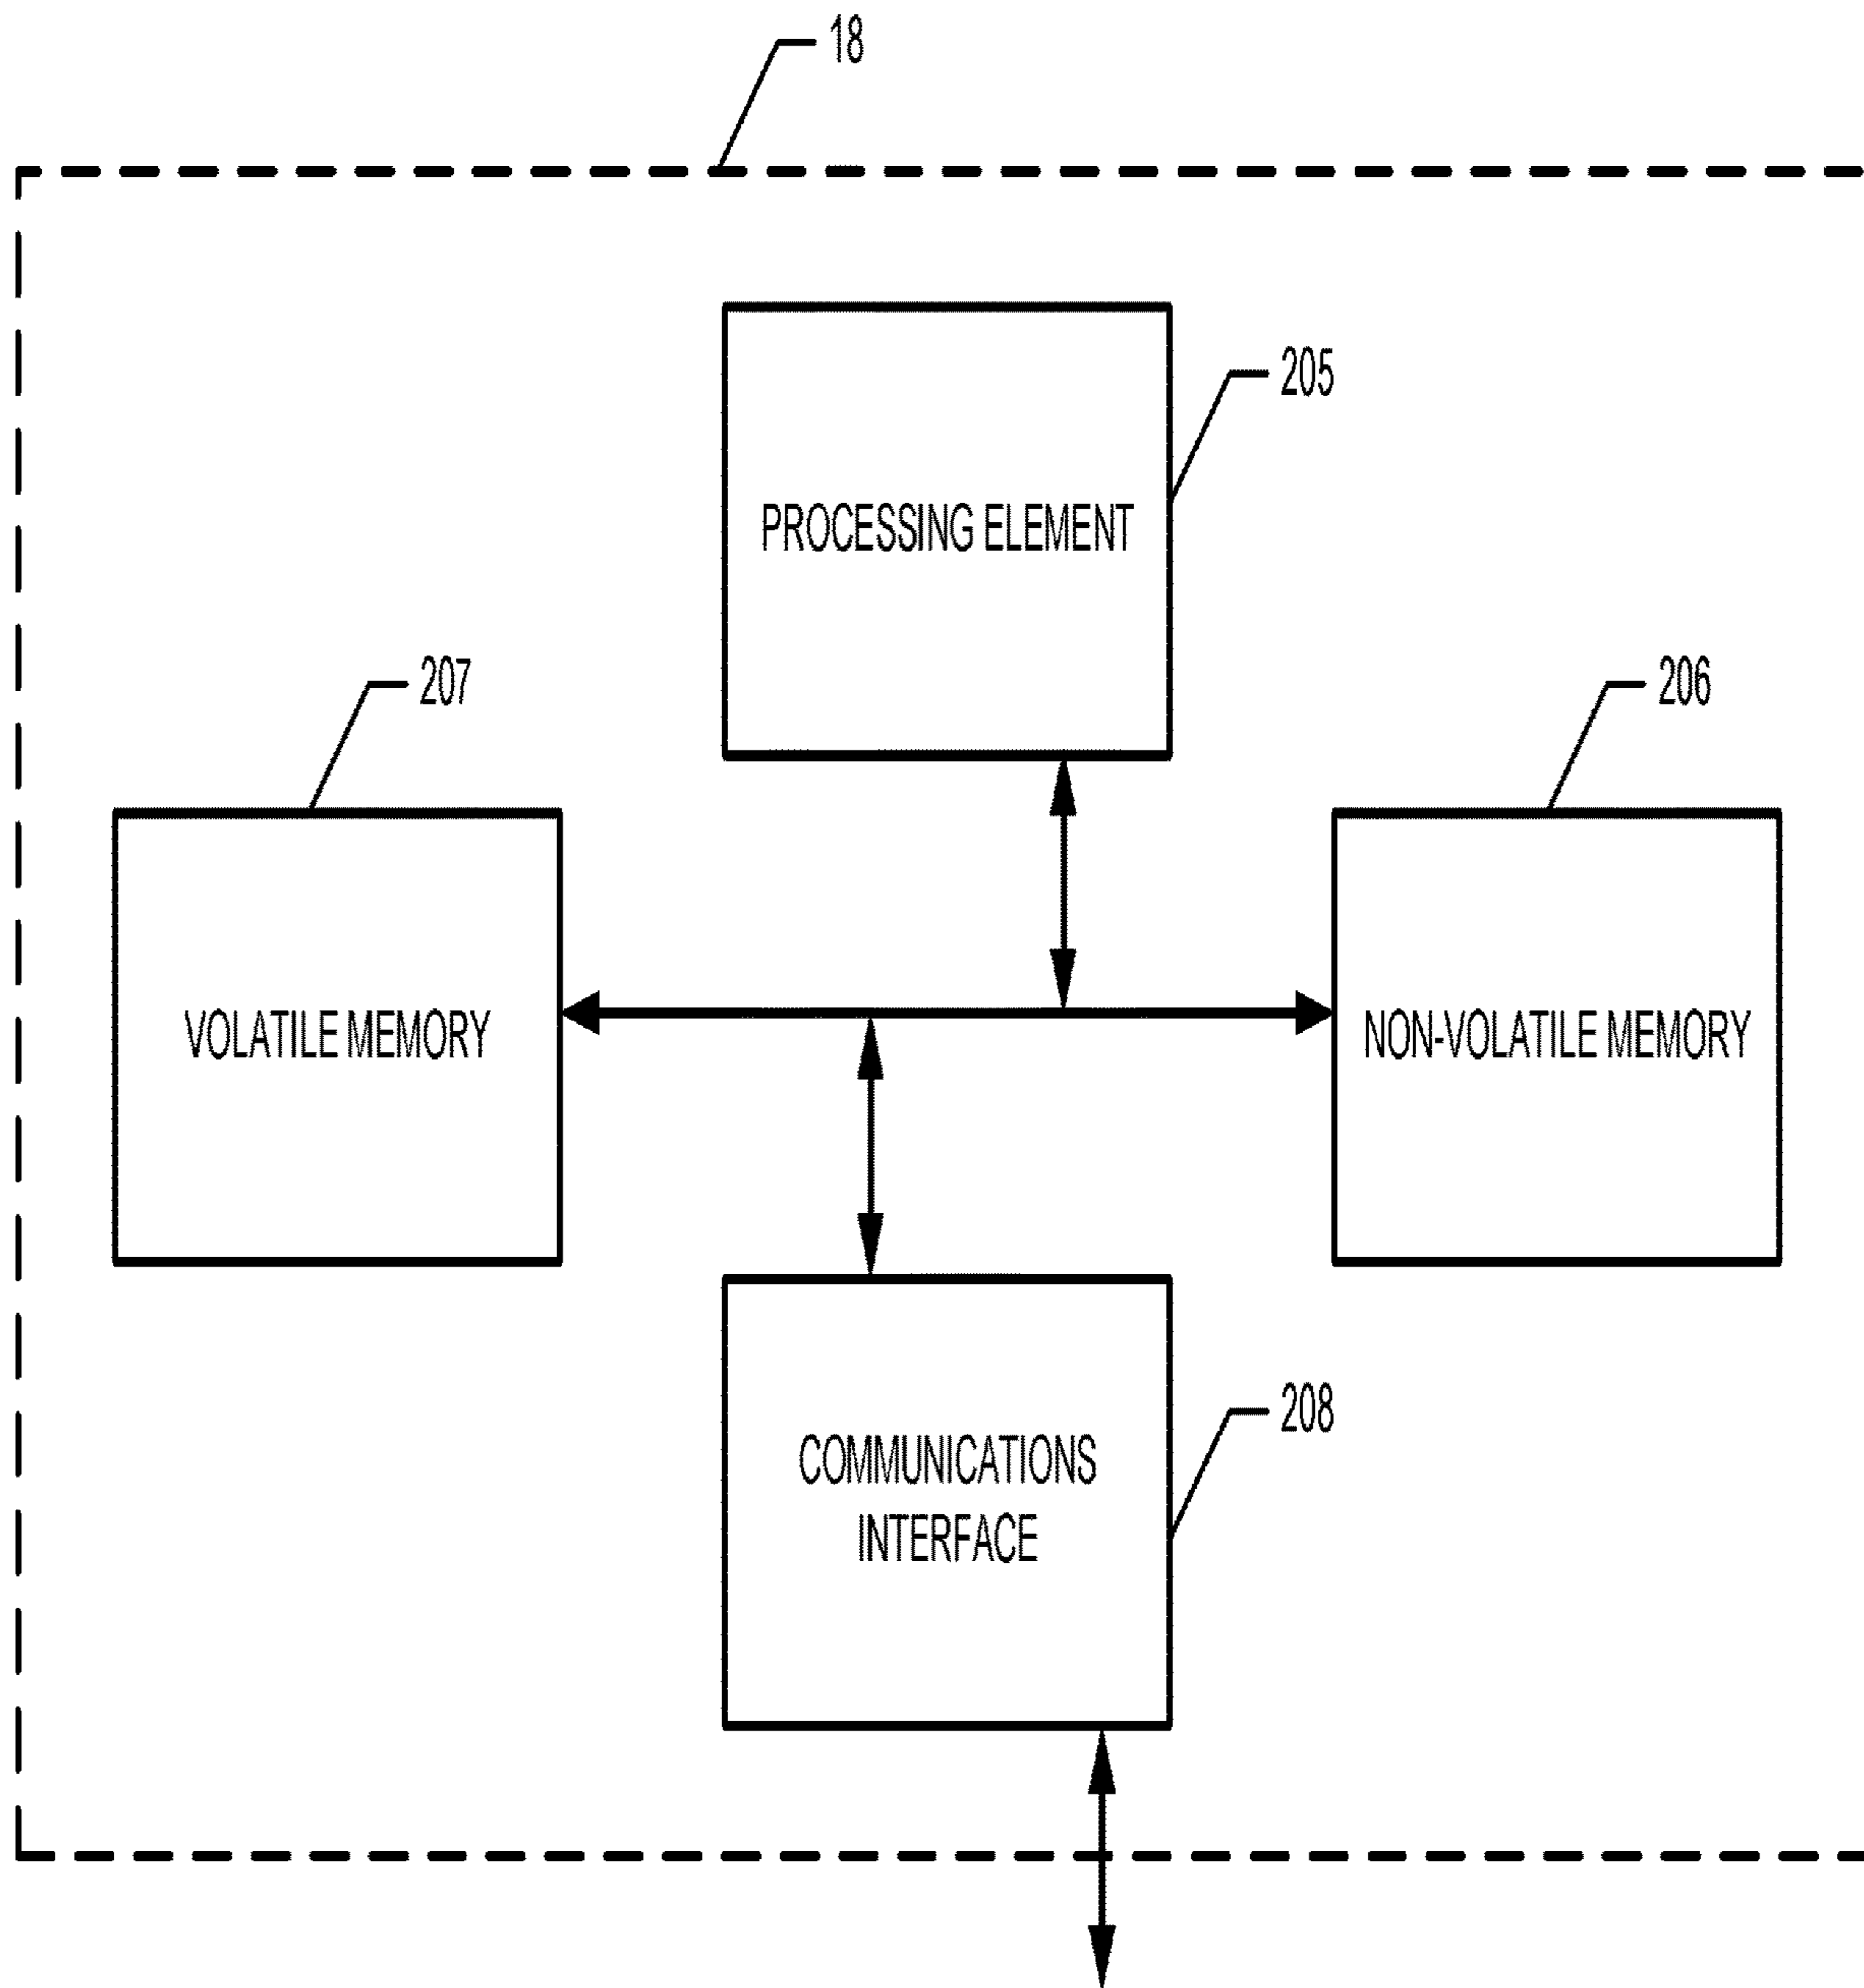 18
205
PROCESSING ELEMENT
207
206
VOLATILE MEMORY
NON-VOLATILE MEMORY
208
COMMUNICATIONS
INTERFACE